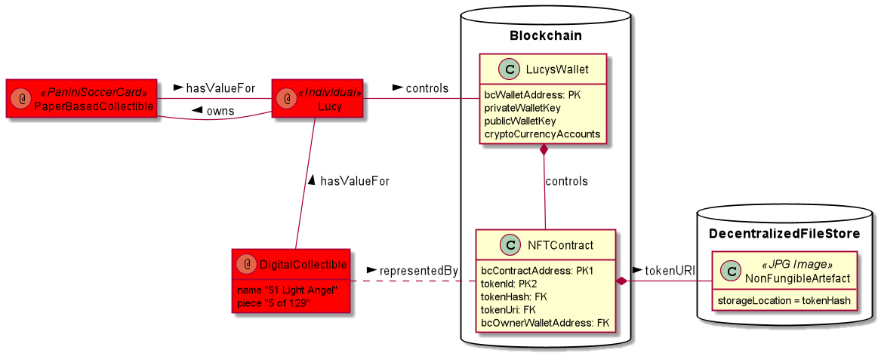 Blockchain
C LucysWallet
bcWalletAddress: PK
privateWalletKey
publicWalletKey
cryptoCurrencyAccounts
@ «PaniniSoccerCard»
PaperBasedCollectible
hasValueFor
owns
@ «Individual»
Lucy
controls
hasValueFor
controls
@ DigitalCollectible
name "51 Light Angel"
piece "5 of 129"
representedBy
C NFTContract
bcContractAddress: PK1
tokenId: PK2
tokenHash: FK
tokenUri: FK
bcOwnerWalletAddress: FK
tokenURI
DecentralizedFileStore
C «JPG Image»
NonFungibleArtefact
storageLocation = tokenHash